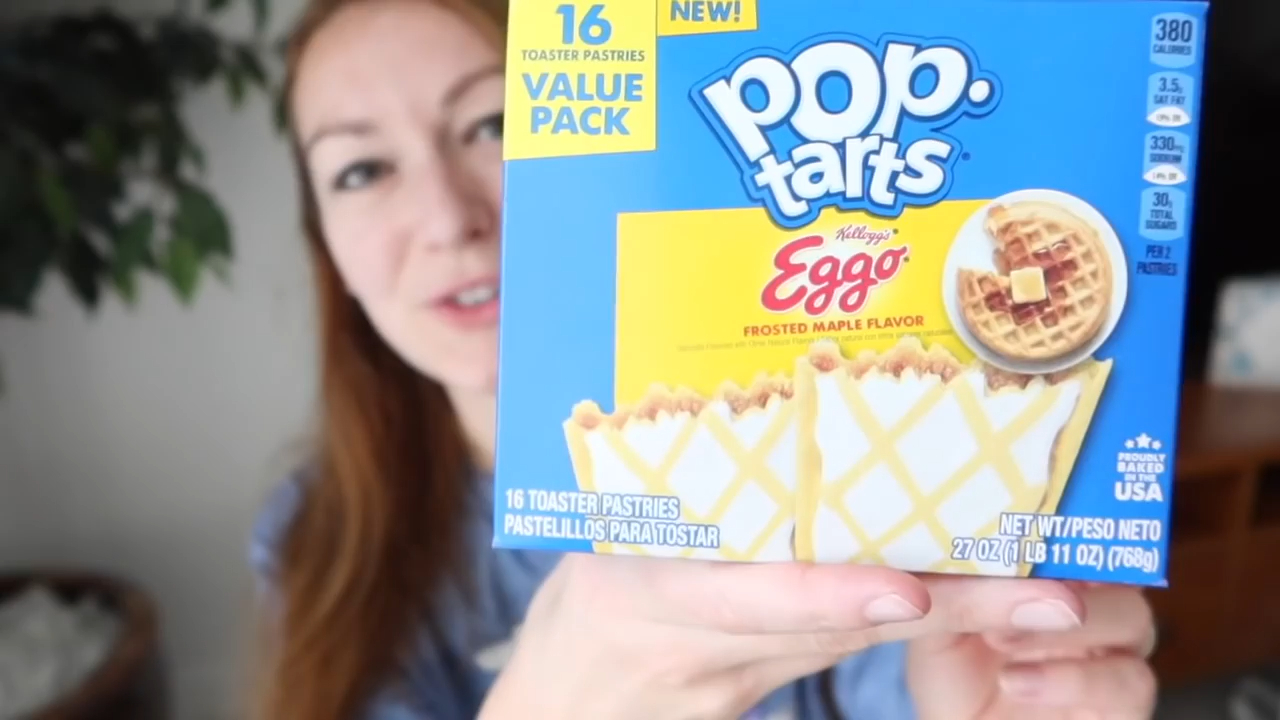 16
TOASTER PASTRIES
VALUE
PACK
NEW!
pop.
tarts
Kellogg's
Eggo
FROSTED MAPLE FLAVOR
380
CALORIES
3.5g
SAT FAT
330mg
SODIUM
14% DV
30g
TOTAL
SUGARS
PER 2
PASTRIES
PROUDLY
BAKED
IN THE
USA
16 TOASTER PASTRIES
PASTELILLOS PARA TOSTAR
NET WT/PESO NETO
27 OZ (1 LB 11 OZ) (768g)